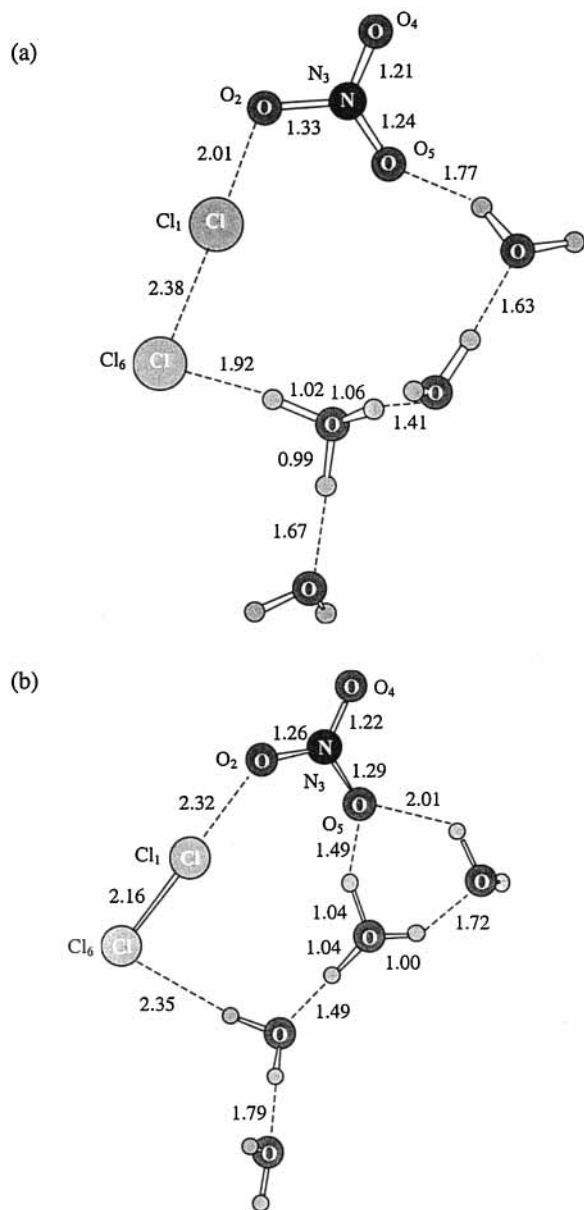 (a)
O₄
O
N₃
1.21
O₂
O
N
1.33
1.24
O
O₅
2.01
1.77
Cl₁
Cl
O
2.38
1.63
Cl₆
Cl
1.92
1.02
1.06
O
O
1.41
0.99
1.67
O
(b)
O
O₄
1.26
N
1.22
O₂
O
N₃
1.29
2.32
O
2.01
O₅
Cl₁
Cl
1.49
O
2.16
1.04
1.72
Cl₆
Cl
1.04
O
1.00
2.35
1.49
O
1.79
O